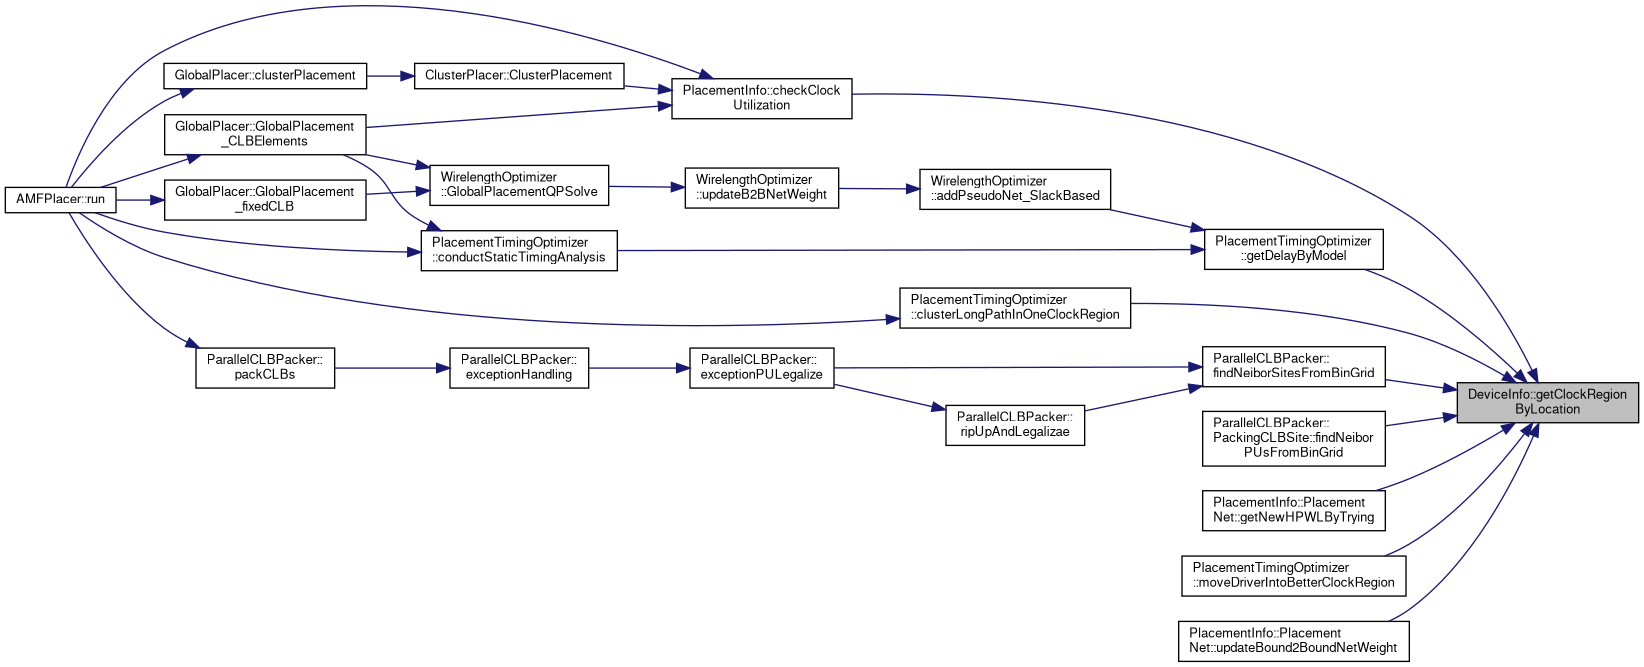 GlobalPlacer::clusterPlacement
ClusterPlacer::ClusterPlacement
PlacementInfo::checkClock
Utilization
GlobalPlacer::GlobalPlacement
_CLBElements
AMFPlacer::run
GlobalPlacer::GlobalPlacement
_fixedCLB
WirelengthOptimizer
::GlobalPlacementQPSolve
WirelengthOptimizer
::updateB2BNetWeight
WirelengthOptimizer
::addPseudoNet_SlackBased
PlacementTimingOptimizer
::conductStaticTimingAnalysis
PlacementTimingOptimizer
::getDelayByModel
PlacementTimingOptimizer
::clusterLongPathInOneClockRegion
ParallelCLBPacker::
packCLBs
ParallelCLBPacker::
exceptionHandling
ParallelCLBPacker::
exceptionPULegalize
ParallelCLBPacker::
findNeiborSitesFromBinGrid
ParallelCLBPacker::
ripUpAndLegalizae
DeviceInfo::getClockRegion
ByLocation
ParallelCLBPacker::
PackingCLBSite::findNeibor
PUsFromBinGrid
PlacementInfo::Placement
Net::getNewHPWLByTrying
PlacementTimingOptimizer
::moveDriverIntoBetterClockRegion
PlacementInfo::Placement
Net::updateBound2BoundNetWeight